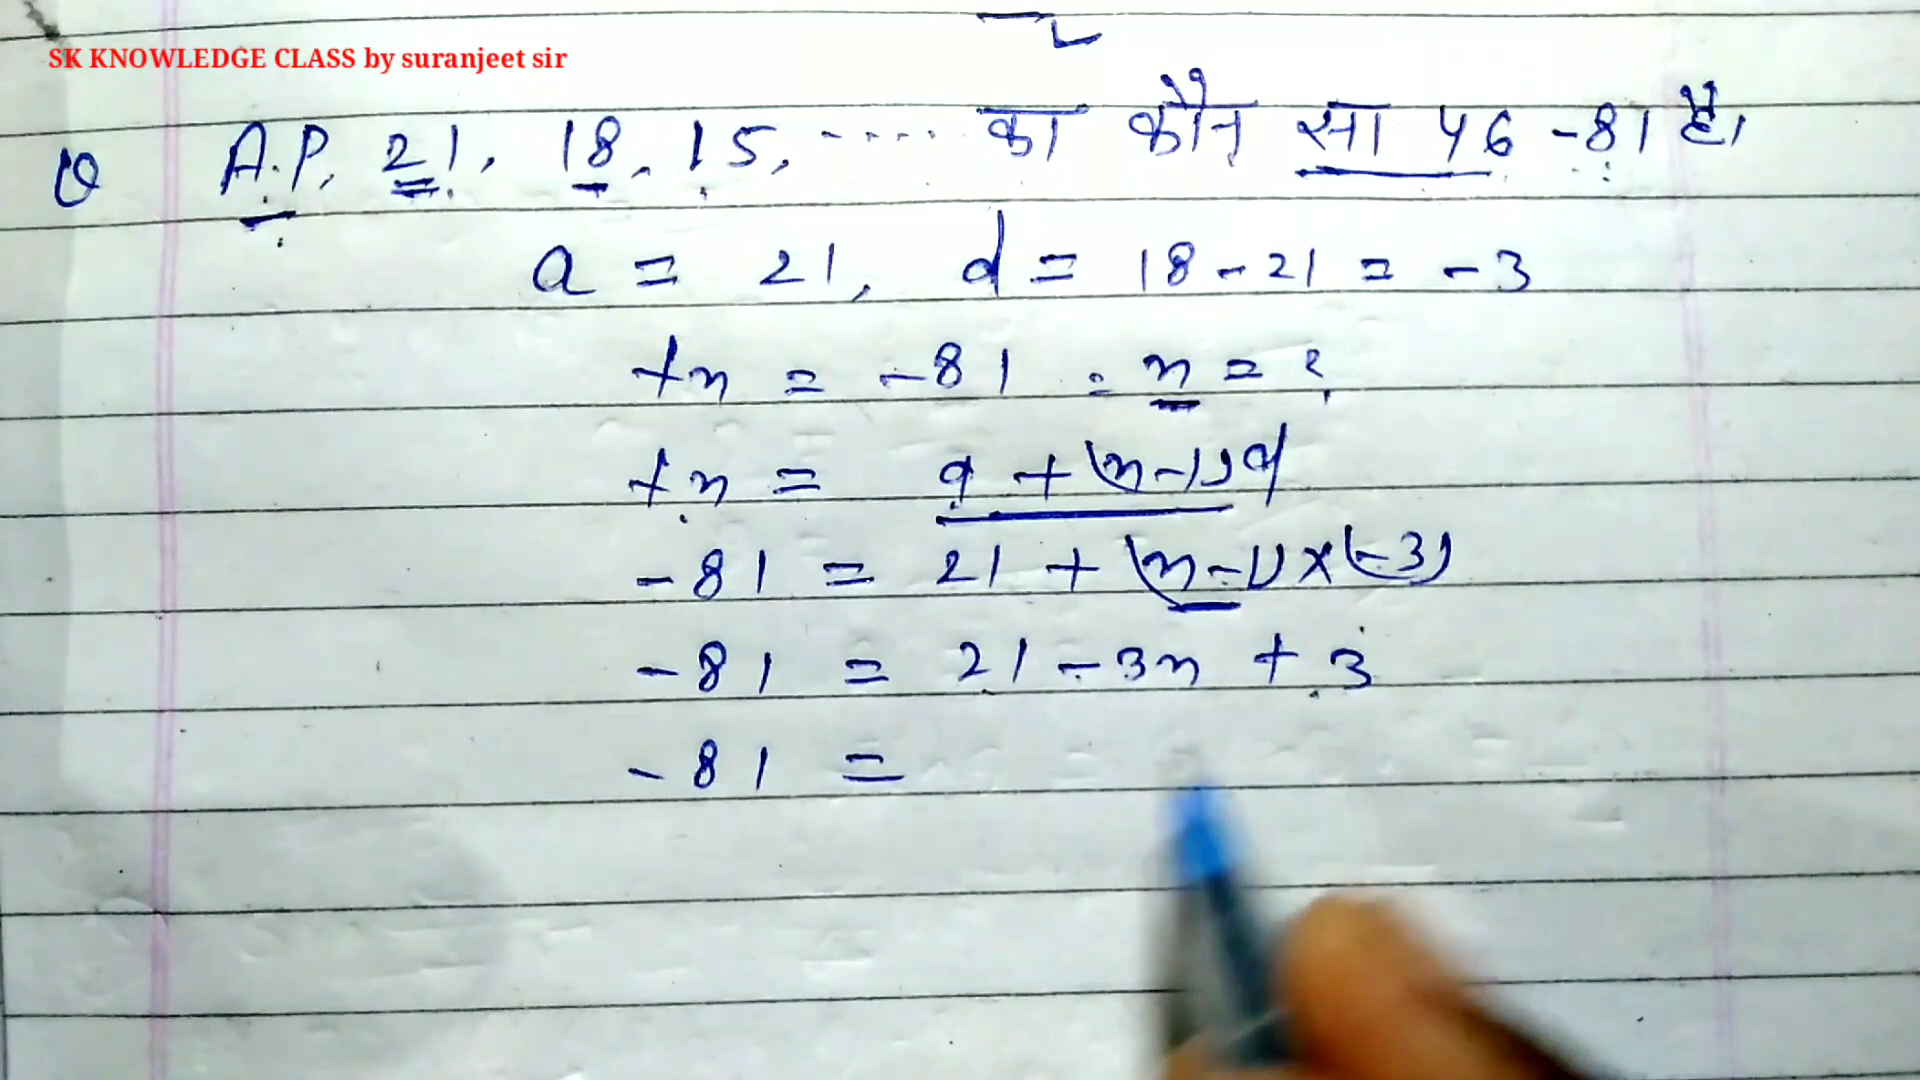 SK KNOWLEDGE CLASS by suranjeet sir
Q A.P, 21, 18, 15, ..... का कौन सा पद -81 है।
a = 21, d = 18 - 21 = -3
tn = -81 . n = ?
tn = a + (n-1)d
-81 = 21 + (n-1)×(-3)
-81 = 21 - 3n + 3
-81 =